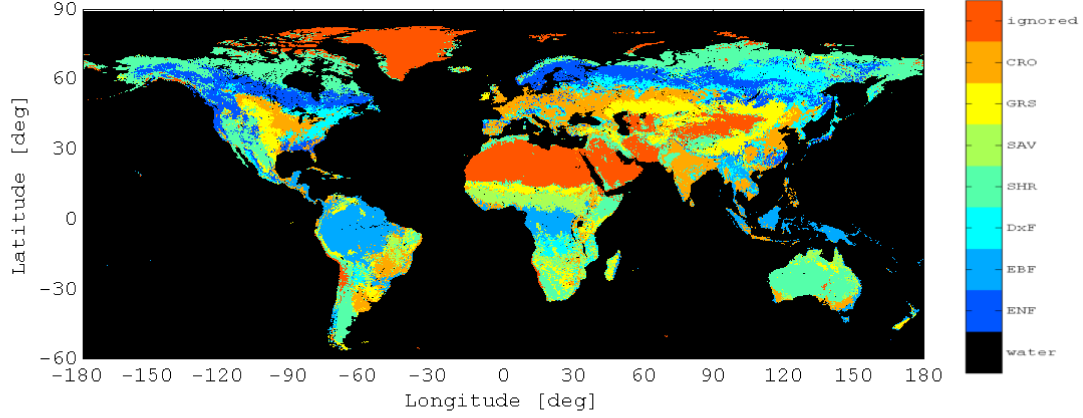 90
60
30
0
-30
-60
Latitude [deg]
-180 -150 -120 -90 -60 -30 0 30 60 90 120 150 180
Longitude [deg]
ignored
CRO
GRS
SAV
SHR
DxF
EBF
ENF
water